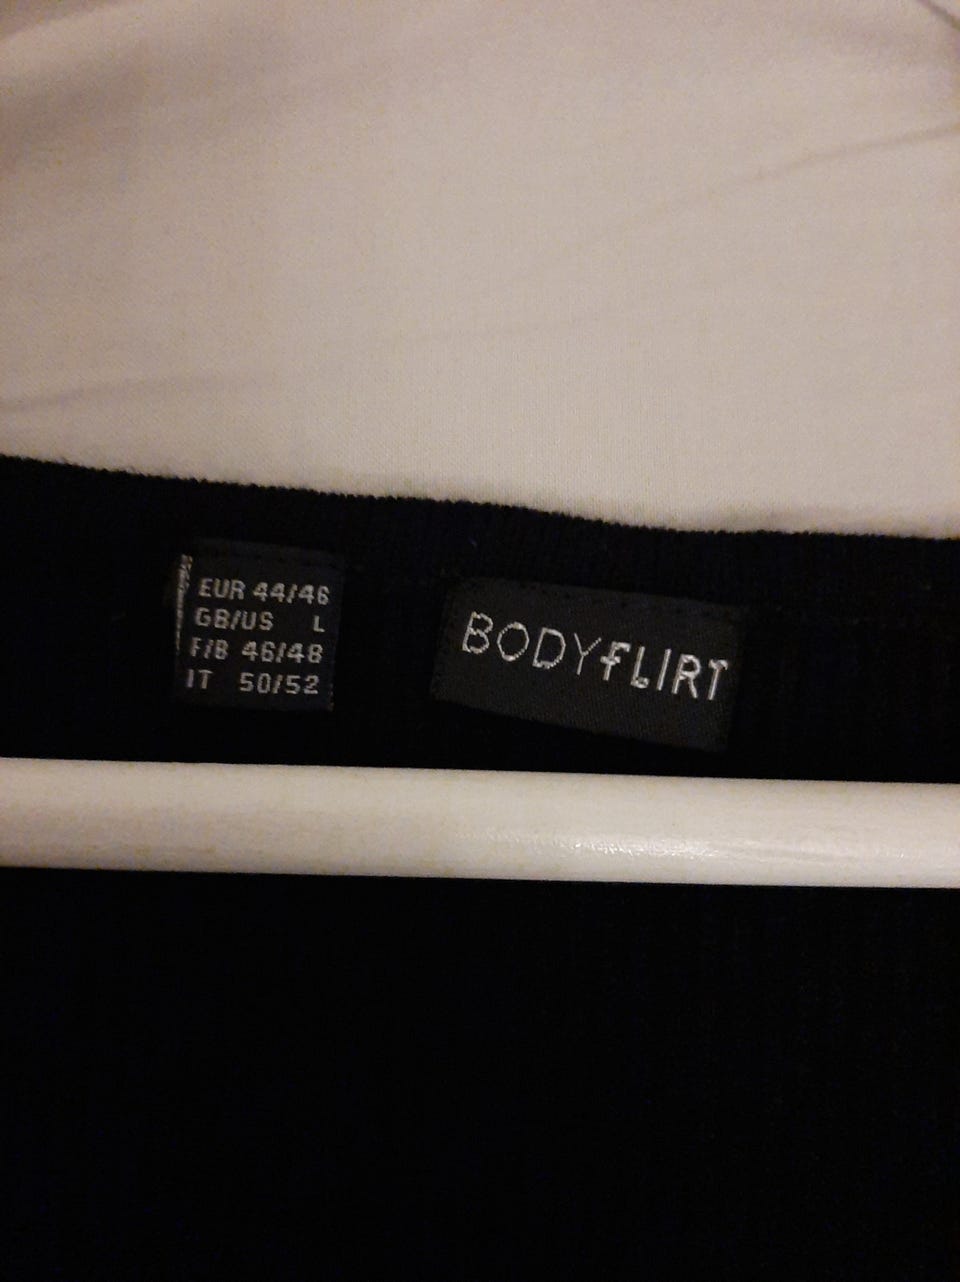 EUR 44/46
GB/US L
F/B 46/48
IT 50/52
BODYFLIRT